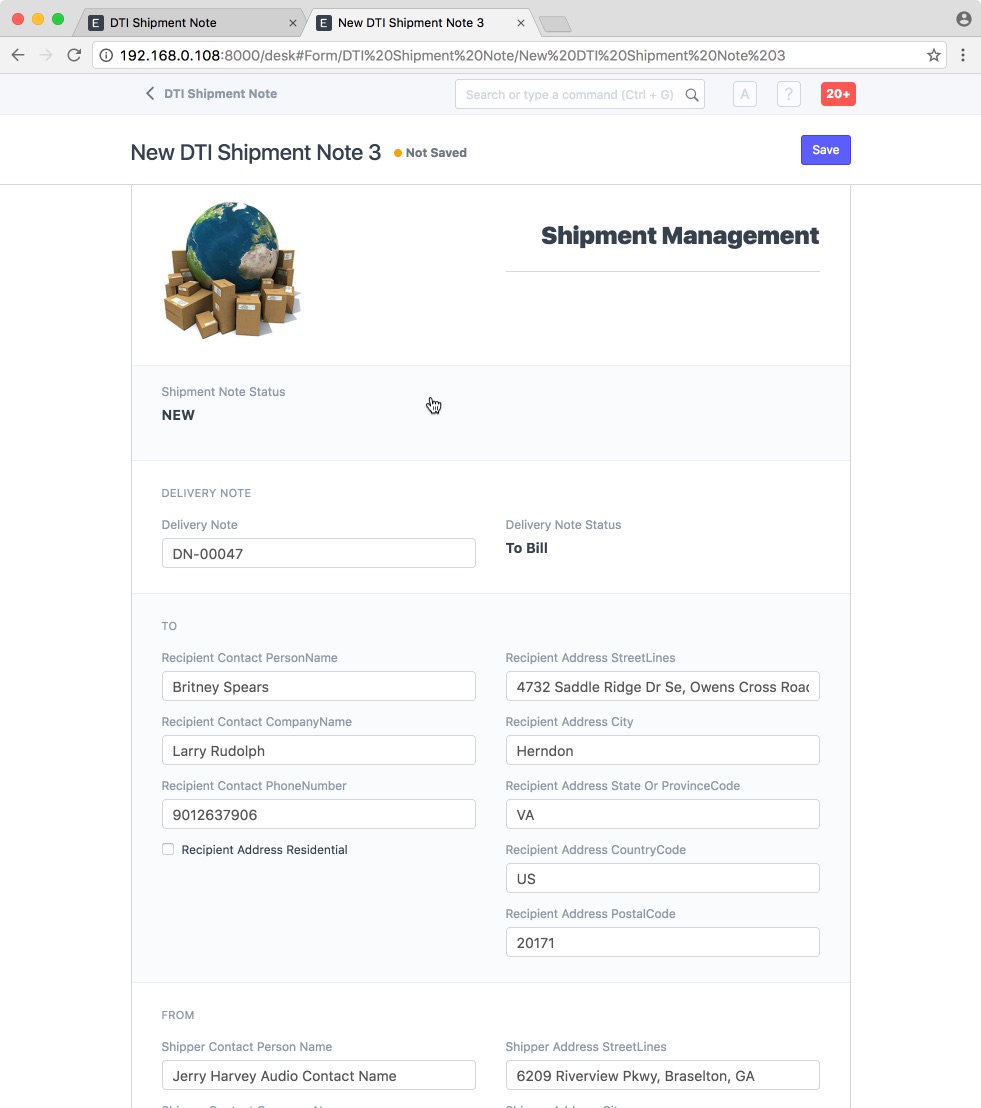 E DTI Shipment Note ×
E New DTI Shipment Note 3 ×
192.168.0.108:8000/desk#Form/DTI%20Shipment%20Note/New%20DTI%20Shipment%20Note%203
DTI Shipment Note
Search or type a command (Ctrl + G)
A
?
20+
New DTI Shipment Note 3
Not Saved
Save
Shipment Management
Shipment Note Status
NEW
DELIVERY NOTE
Delivery Note
DN-00047
Delivery Note Status
To Bill
TO
Recipient Contact PersonName
Britney Spears
Recipient Contact CompanyName
Larry Rudolph
Recipient Contact PhoneNumber
9012637906
Recipient Address Residential
Recipient Address StreetLines
4732 Saddle Ridge Dr Se, Owens Cross Roac
Recipient Address City
Herndon
Recipient Address State Or ProvinceCode
VA
Recipient Address CountryCode
US
Recipient Address PostalCode
20171
FROM
Shipper Contact Person Name
Jerry Harvey Audio Contact Name
Shipper Address StreetLines
6209 Riverview Pkwy, Braselton, GA